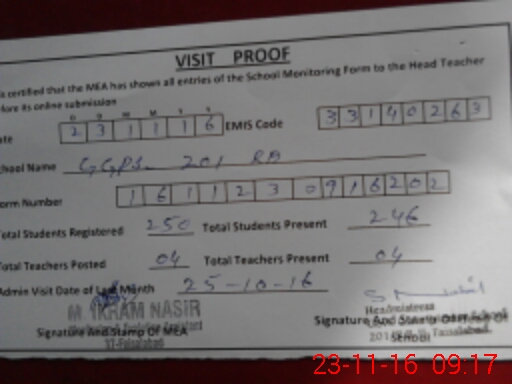 VISIT PROOF
certified that the MEA has shown all entries of the School Monitoring Form to the Head Teacher
its online submission
D D M M Y Y
2 3 1 1 1 6 EMIS Code 3 3 1 4 0 2 6 3
School Name GGPS 201 RB
Form Number 1 6 1 1 2 3 0 9 1 6 2 0 2
Total Students Registered 250 Total Students Present 246
Total Teachers Posted 04 Total Teachers Present 04
Admin Visit Date of Last Month 25-10-16
M. IKRAM NASIR
Headmistress
Signature And Stamp Of MEA Signature And Stamp Of
Faisalabad SCHOOL
23-11-16 09:17